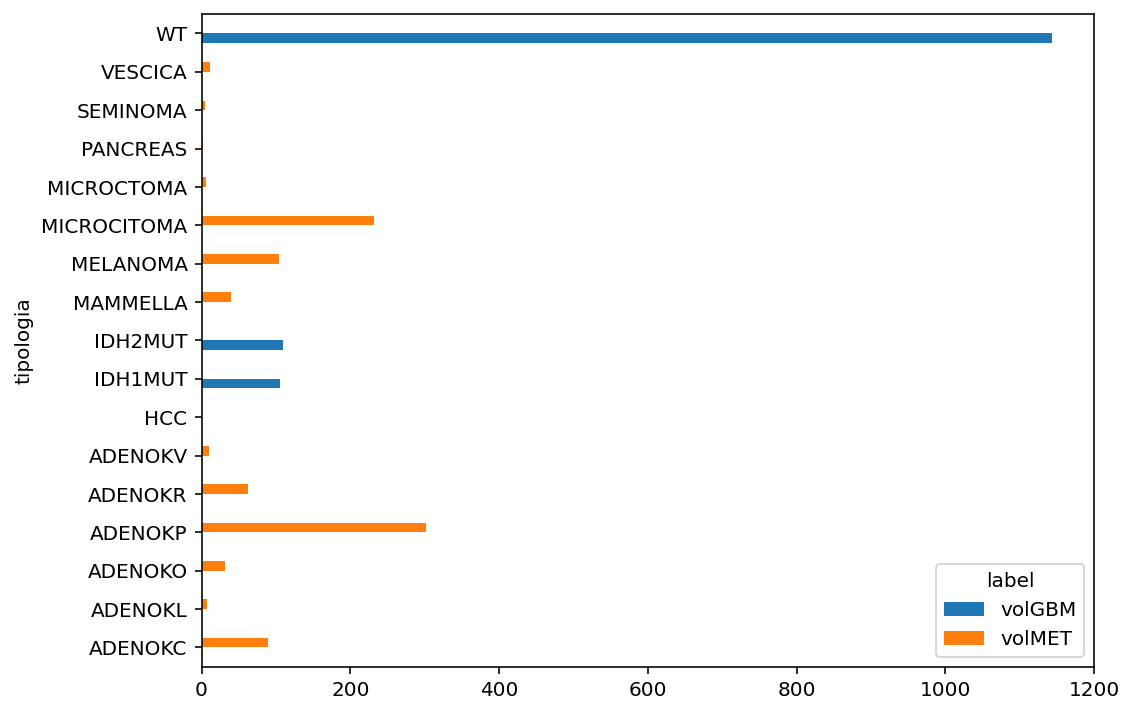 tipologia
WT
VESCICA
SEMINOMA
PANCREAS
MICROCTOMA
MICROCITOMA
MELANOMA
MAMMELLA
IDH2MUT
IDH1MUT
HCC
ADENOKV
ADENOKR
ADENOKP
ADENOKO
ADENOKL
ADENOKC
label
volGBM
volMET
0 200 400 600 800 1000 1200